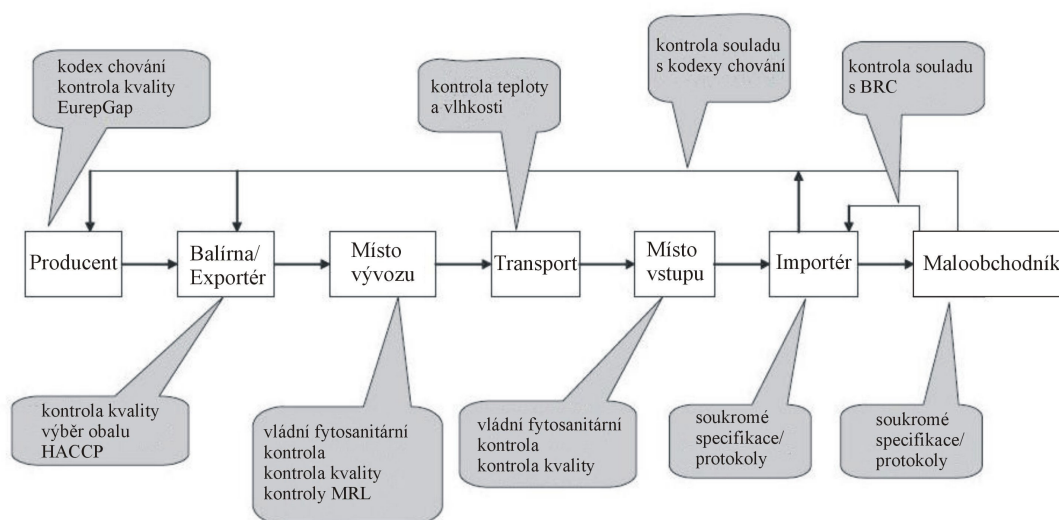 kodex chování
kontrola kvality
EurepGap
kontrola teploty
a vlhkosti
kontrola souladu
s kodexy chování
kontrola souladu
s BRC
Producent
Balírna/
Exportér
Místo
vývozu
Transport
Místo
vstupu
Importér
Maloobchodník
kontrola kvality
výběr obalu
HACCP
vládní fytosanitární
kontrola
kontrola kvality
kontroly MRL
vládní fytosanitární
kontrola
kontrola kvality
soukromé
specifikace/
protokoly
soukromé
specifikace/
protokoly